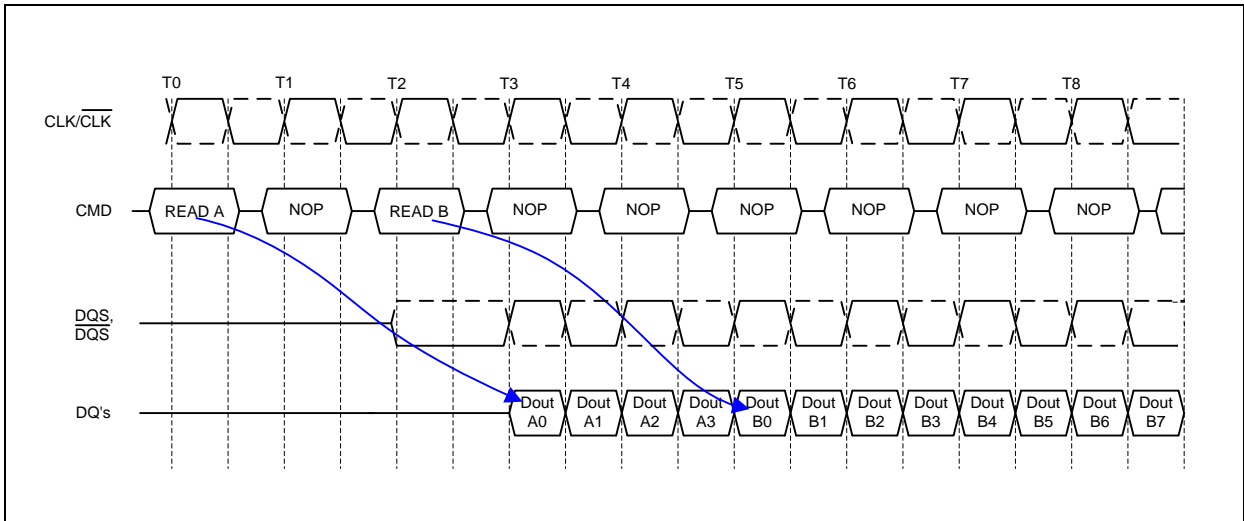 T0 T1 T2 T3 T4 T5 T6 T7 T8
CLK/CLK
CMD READ A NOP READ B NOP NOP NOP NOP NOP NOP
DQS,
DQS
DQ's Dout Dout Dout Dout Dout Dout Dout Dout Dout Dout Dout Dout
A0 A1 A2 A3 B0 B1 B2 B3 B4 B5 B6 B7